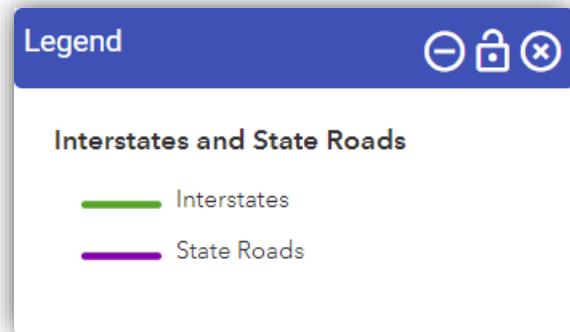 Legend
Interstates and State Roads
Interstates
State Roads